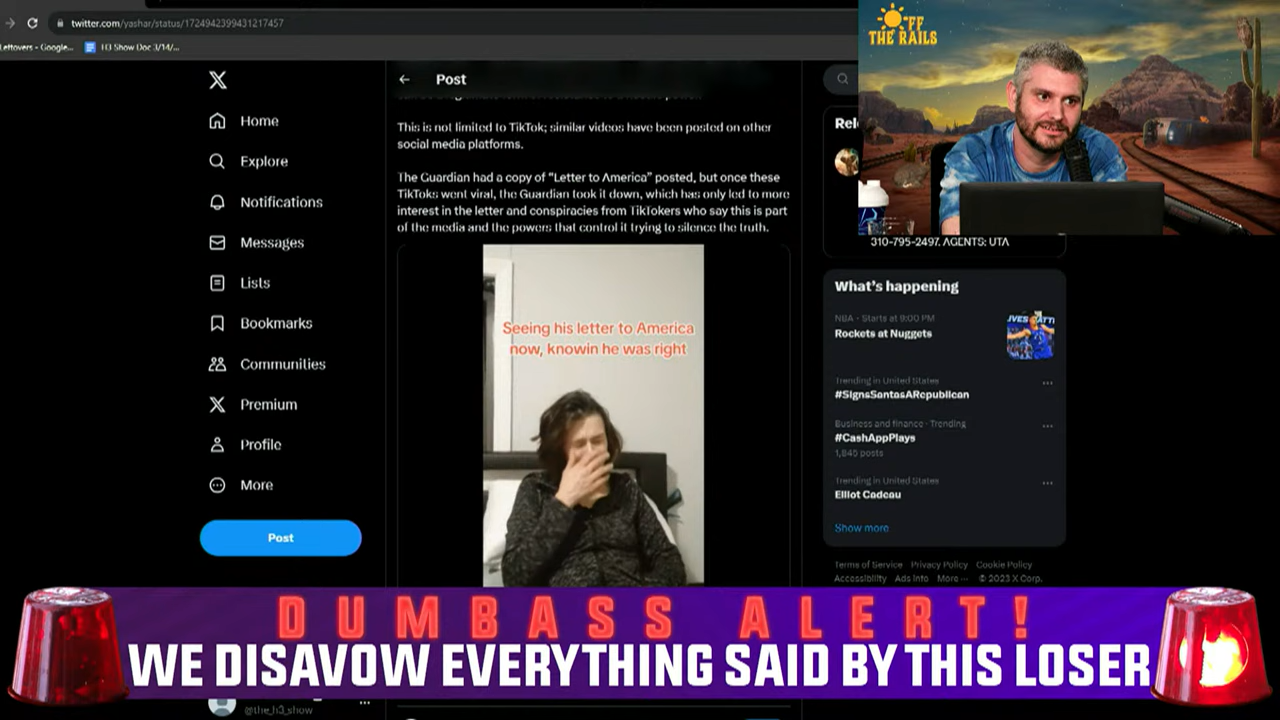 twitter.com/yashar/status/1724942399431217457
Leftovers - Google...
H3 Show Doc 3/14/...
OFF
THE RAILS
Post
This is not limited to TikTok; similar videos have been posted on other
social media platforms.
The Guardian had a copy of “Letter to America” posted, but once these
TikToks went viral, the Guardian took it down, which has only led to more
interest in the letter and conspiracies from TikTokers who say this is part
of the media and the powers that control it trying to silence the truth.
Seeing his letter to America
now, knowin he was right
Home
Explore
Notifications
Messages
Lists
Bookmarks
Communities
Premium
Profile
More
Post
@the_h3_show
Rel
310-795-2497. AGENTS: UTA
What’s happening
NBA - Starts at 9:00 PM
Rockets at Nuggets
Trending in United States
#SignsSantasARepublican
Business and finance · Trending
#CashAppPlays
1,845 posts
Trending in United States
Elliot Cadeau
Show more
Terms of Service Privacy Policy Cookie Policy
Accessibility Ads info More ··· © 2023 X Corp.
DUMBASS ALERT!
WE DISAVOW EVERYTHING SAID BY THIS LOSER